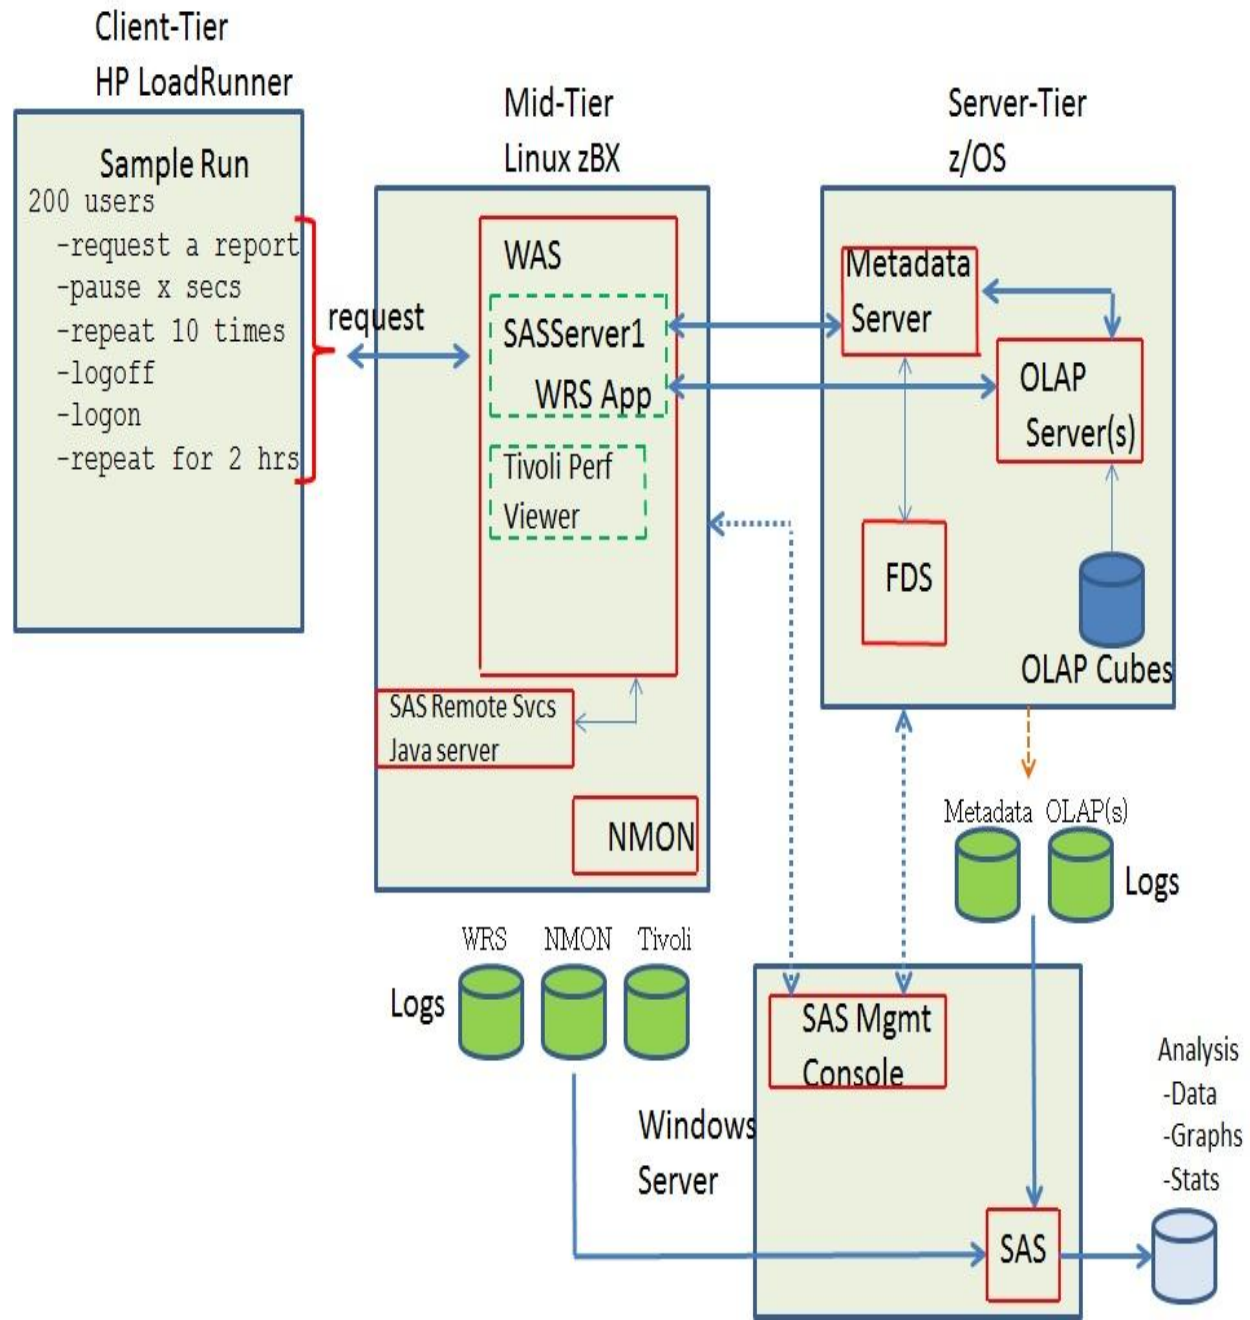 Client-Tier
HP LoadRunner
Sample Run
200 users
-request a report
-pause x secs
-repeat 10 times
-logoff
-logon
-repeat for 2 hrs
request
Mid-Tier
Linux zBX
WAS
SASServer1
WRS App
Tivoli Perf
Viewer
SAS Remote Svcs
Java server
NMON
Server-Tier
z/OS
Metadata
Server
OLAP
Server(s)
FDS
OLAP Cubes
Metadata OLAP(s)
Logs
WRS NMON Tivoli
Logs
Windows
Server
SAS Mgmt
Console
SAS
Analysis
-Data
-Graphs
-Stats